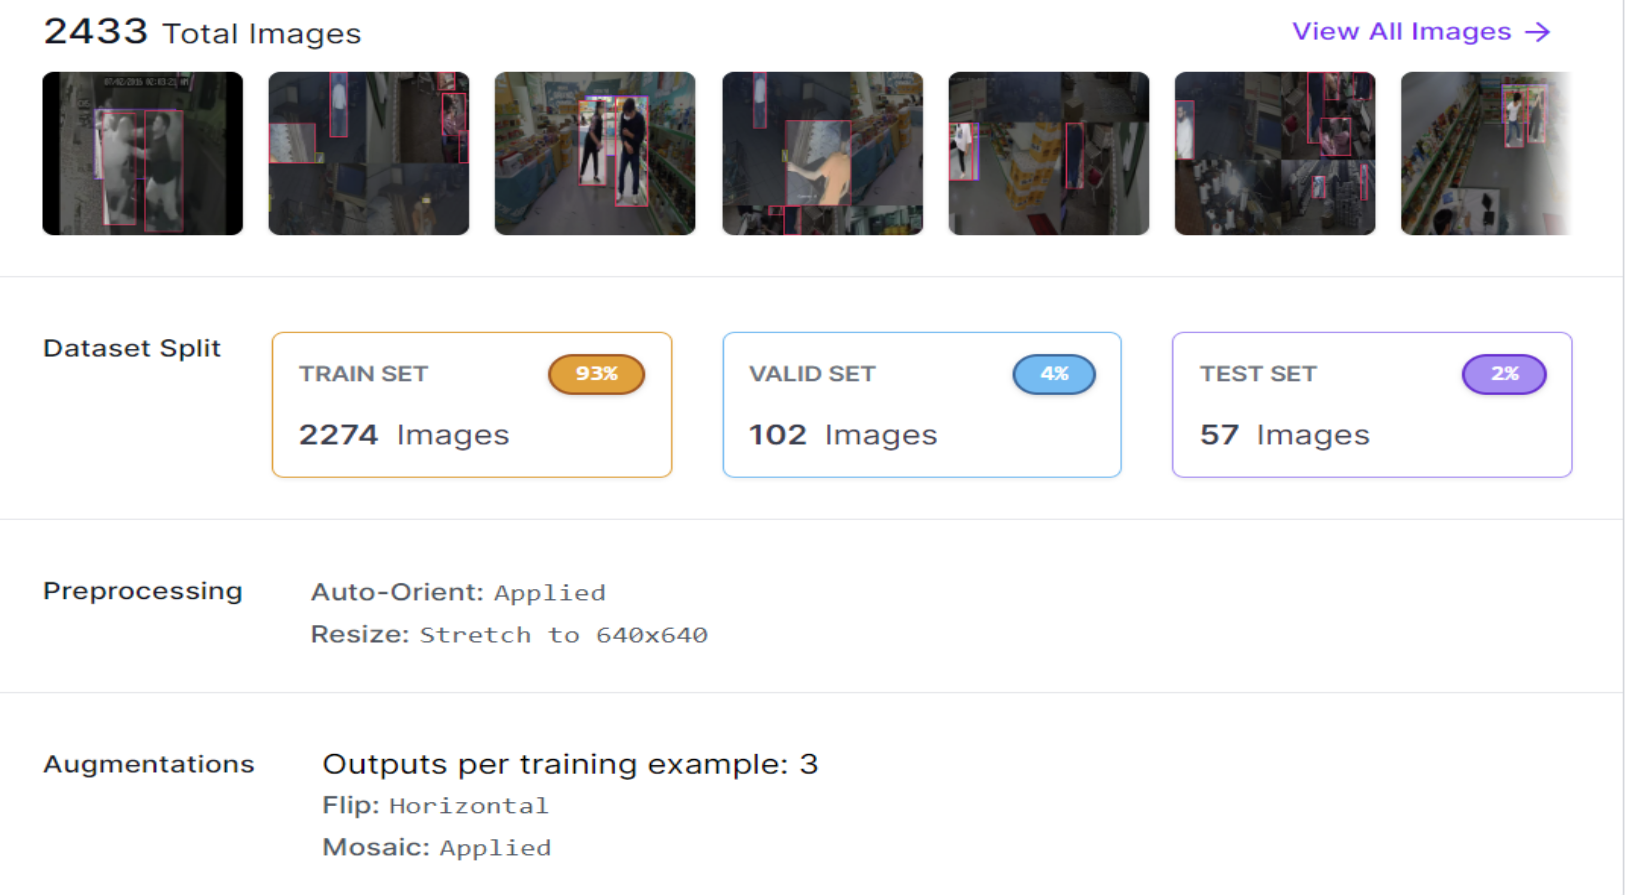 2433 Total Images
View All Images →
Dataset Split
TRAIN SET 93%
2274 Images
VALID SET 4%
102 Images
TEST SET 2%
57 Images
Preprocessing
Auto-Orient: Applied
Resize: Stretch to 640x640
Augmentations
Outputs per training example: 3
Flip: Horizontal
Mosaic: Applied